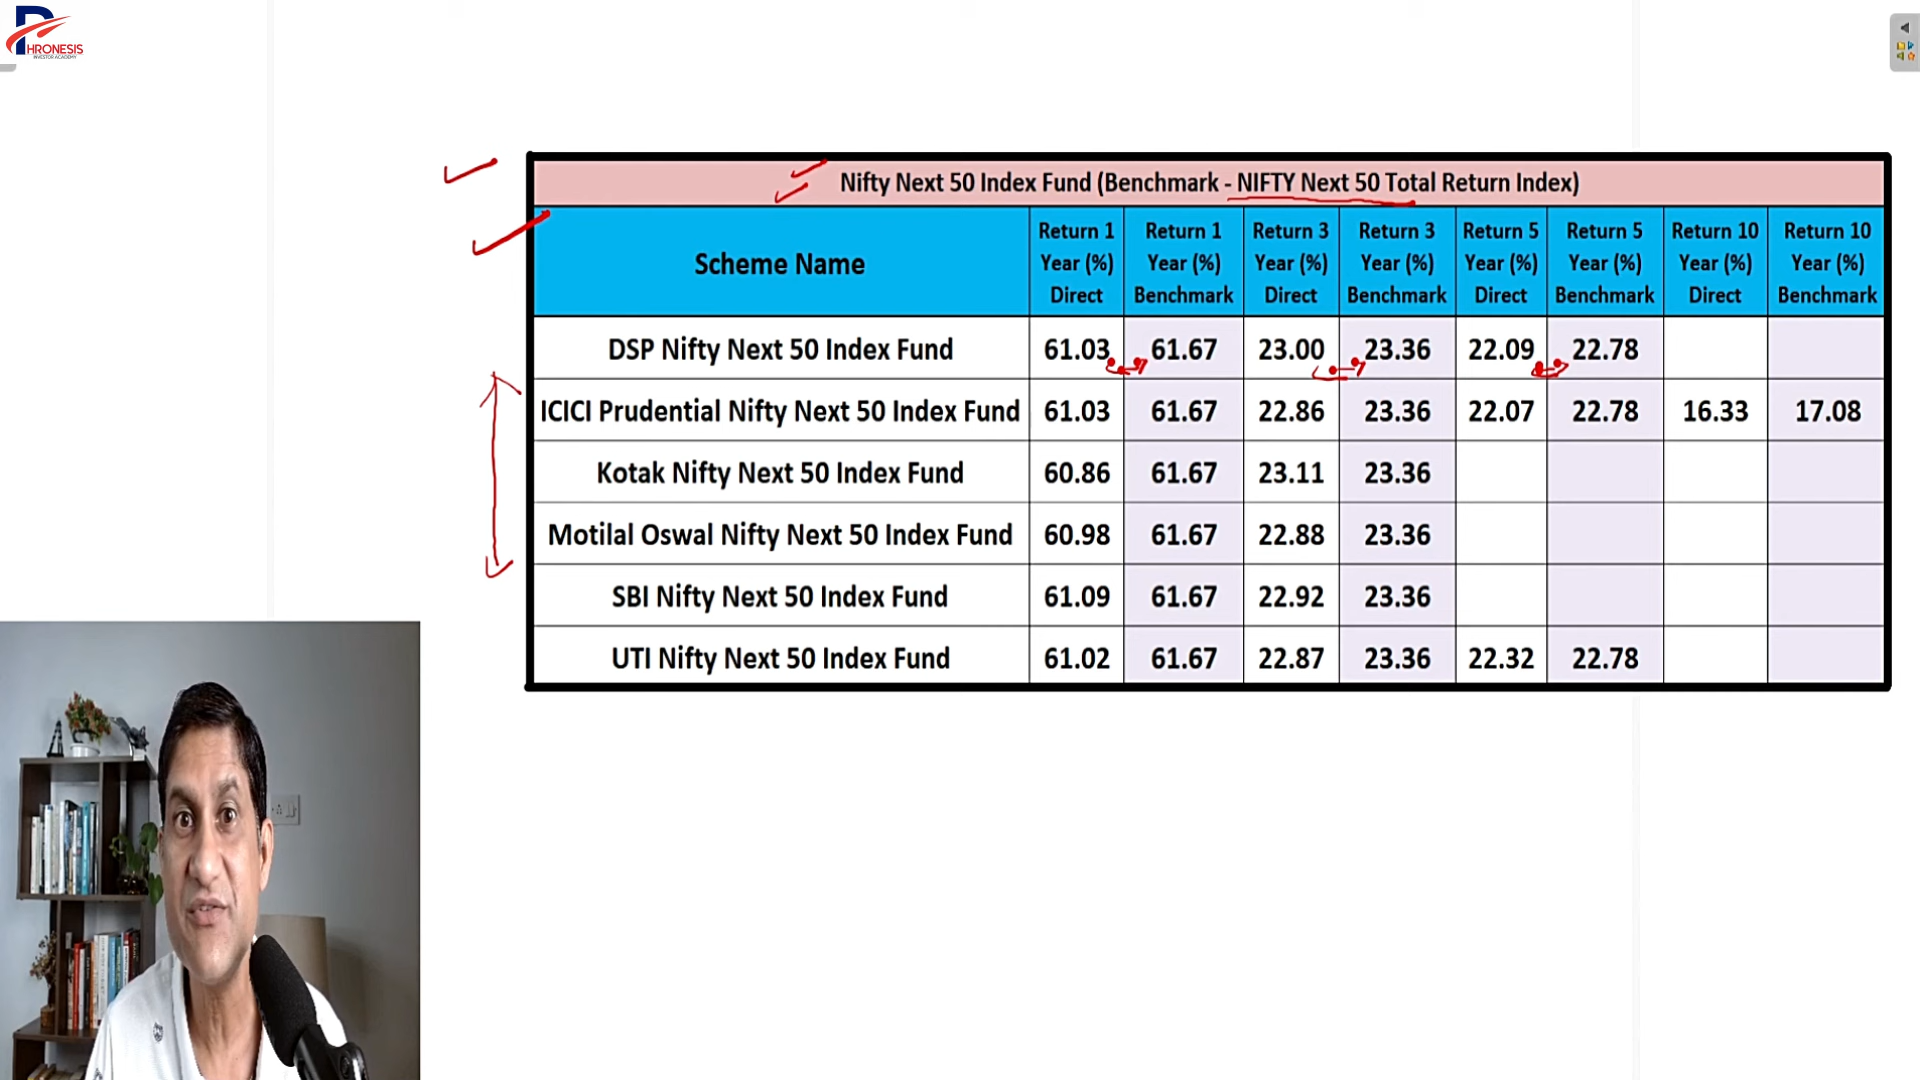 PHRONESIS
INVESTOR ACADEMY
Nifty Next 50 Index Fund (Benchmark - NIFTY Next 50 Total Return Index)
Scheme Name Return 1 Year (%) Direct Return 1 Year (%) Benchmark Return 3 Year (%) Direct Return 3 Year (%) Benchmark Return 5 Year (%) Direct Return 5 Year (%) Benchmark Return 10 Year (%) Direct Return 10 Year (%) Benchmark
DSP Nifty Next 50 Index Fund 61.03 61.67 23.00 23.36 22.09 22.78
ICICI Prudential Nifty Next 50 Index Fund 61.03 61.67 22.86 23.36 22.07 22.78 16.33 17.08
Kotak Nifty Next 50 Index Fund 60.86 61.67 23.11 23.36
Motilal Oswal Nifty Next 50 Index Fund 60.98 61.67 22.88 23.36
SBI Nifty Next 50 Index Fund 61.09 61.67 22.92 23.36
UTI Nifty Next 50 Index Fund 61.02 61.67 22.87 23.36 22.32 22.78